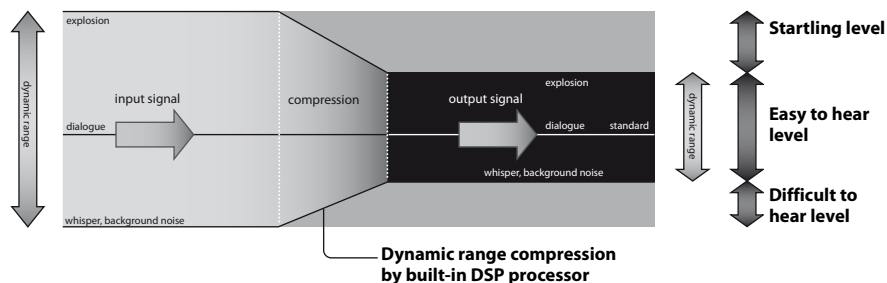 explosion
dynamic range
input signal
dialogue
whisper, background noise
compression
output signal
explosion
dialogue
standard
whisper, background noise
dynamic range
Startling level
Easy to hear
level
Difficult to
hear level
Dynamic range compression
by built-in DSP processor